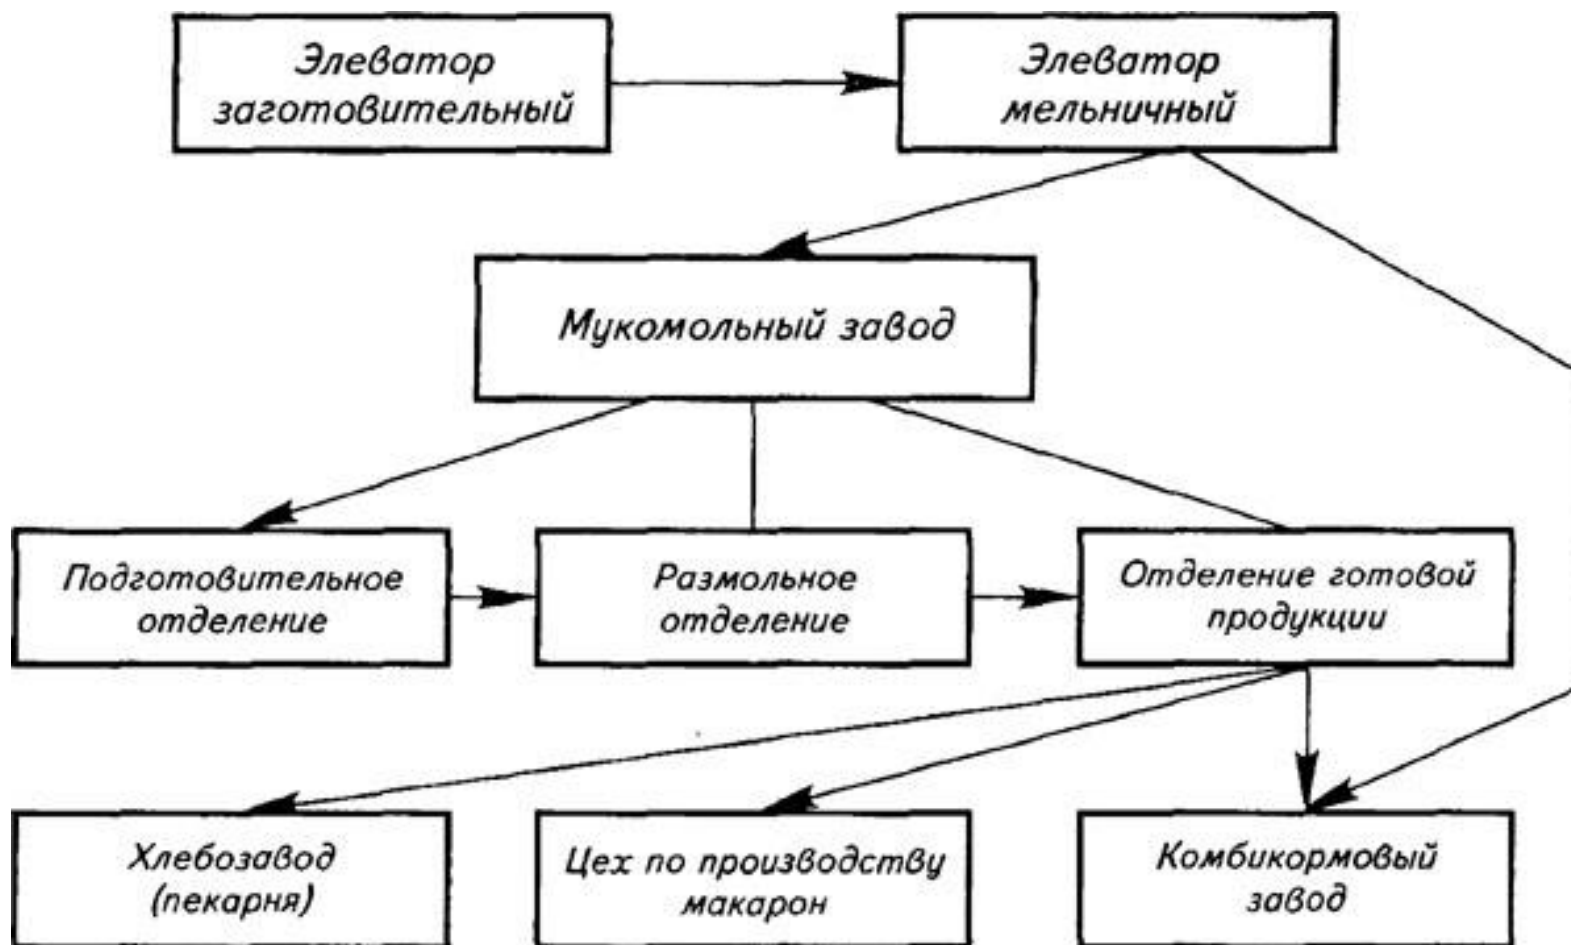 Элеватор
заготовительный
Элеватор
мельничный
Мукомольный завод
Подготовительное
отделение
Размольное
отделение
Отделение готовой
продукции
Хлебозавод
(пекарня)
Цех по производству
макарон
Комбикормовый
завод